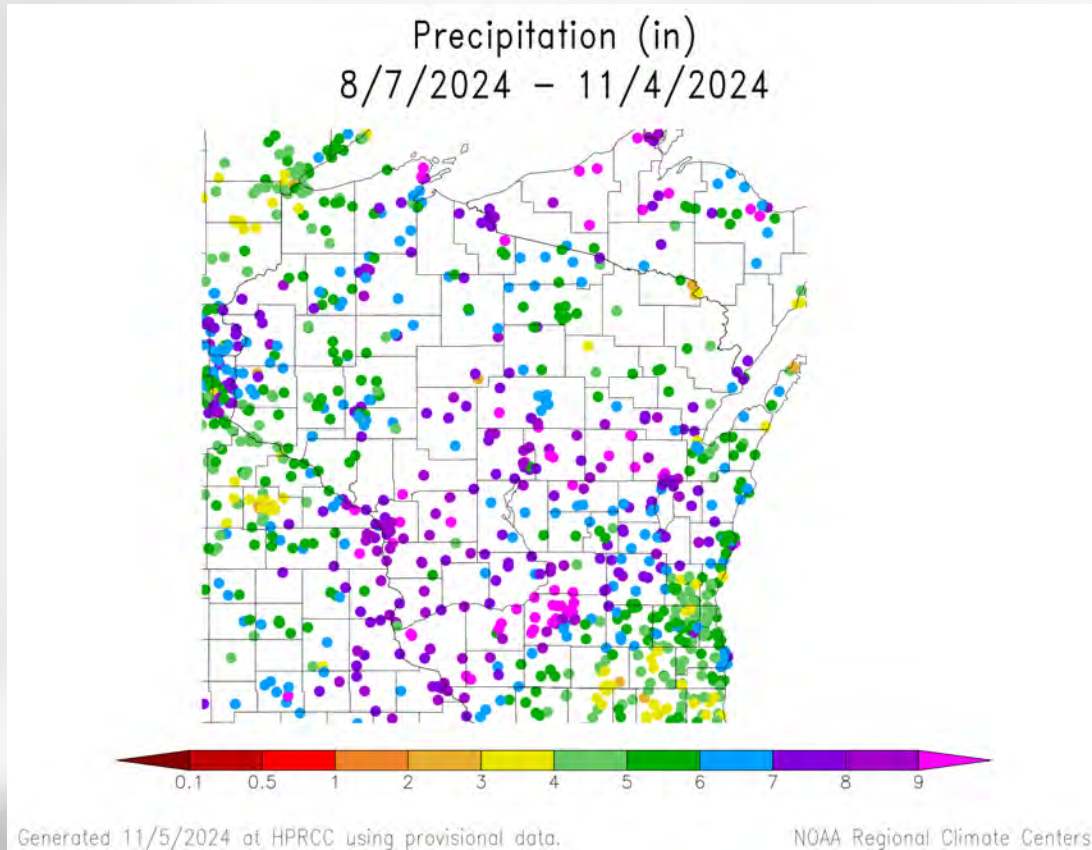 Precipitation (in)
8/7/2024 – 11/4/2024
0.1 0.5 1 2 3 4 5 6 7 8 9
Generated 11/5/2024 at HPRCC using provisional data.
NOAA Regional Climate Centers